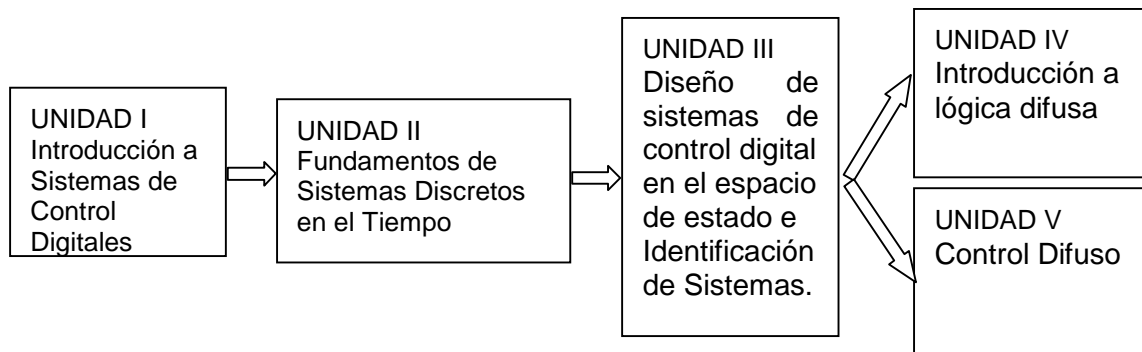 UNIDAD I
Introducción a
Sistemas de
Control
Digitales
UNIDAD II
Fundamentos de
Sistemas Discretos
en el Tiempo
UNIDAD III
Diseño de
sistemas de
control digital
en el espacio
de estado e
Identificación
de Sistemas.
UNIDAD IV
Introducción a
lógica difusa
UNIDAD V
Control Difuso